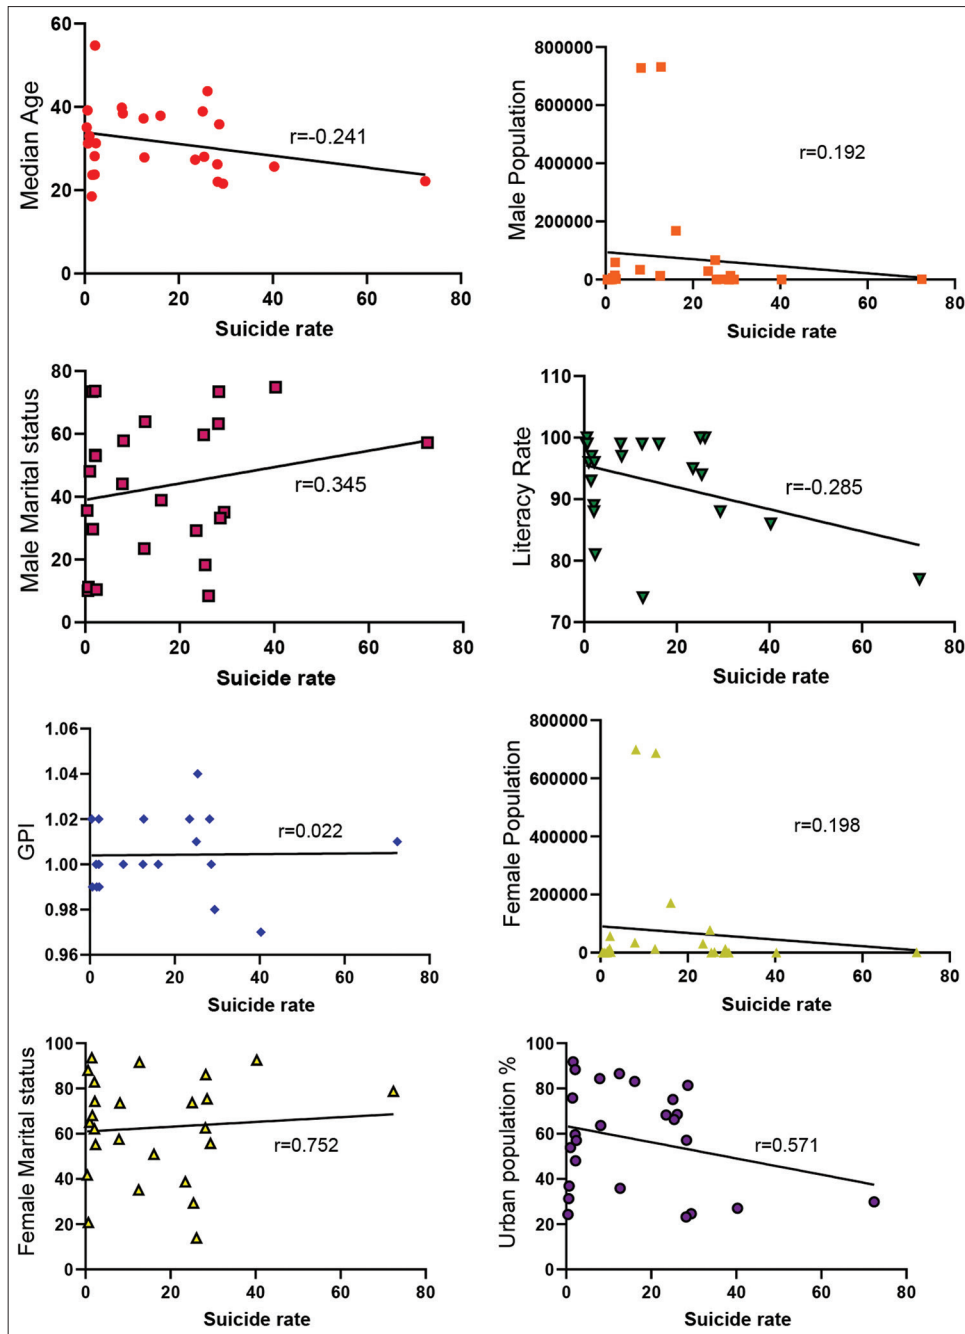 60
40
20
0
Median Age
r=-0.241
0 20 40 60 80
Suicide rate
800000
600000
400000
200000
0
Male Population
r=0.192
0 20 40 60 80
Suicide rate
80
60
40
20
0
Male Marital status
r=0.345
0 20 40 60 80
Suicide rate
110
100
90
80
70
Literacy Rate
r=-0.285
0 20 40 60 80
Suicide rate
1.06
1.04
1.02
1.00
0.98
0.96
GPI
r=0.022
0 20 40 60 80
Suicide rate
800000
600000
400000
200000
0
Female Population
r=0.198
0 20 40 60 80
Suicide rate
100
80
60
40
20
0
Female Marital status
r=0.752
0 20 40 60 80
Suicide rate
100
80
60
40
20
0
Urban population %
r=0.571
0 20 40 60 80
Suicide rate